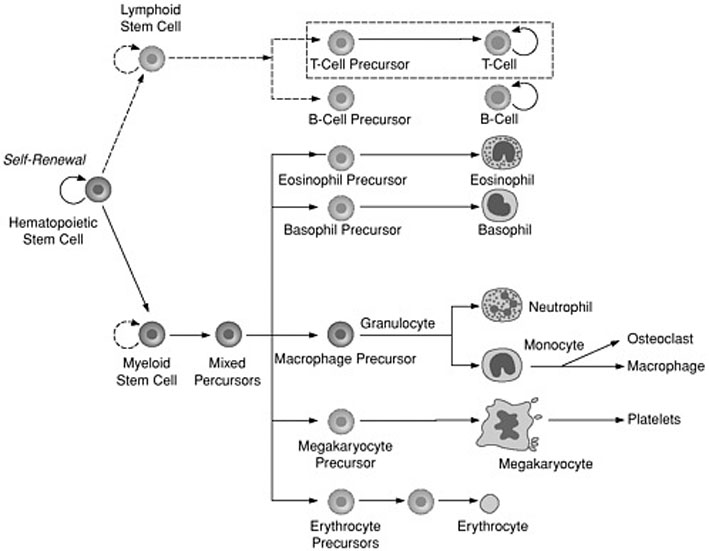 Lymphoid
Stem Cell
T-Cell Precursor
T-Cell
B-Cell Precursor
B-Cell
Self-Renewal
Hematopoietic
Stem Cell
Eosinophil Precursor
Eosinophil
Basophil Precursor
Basophil
Myeloid
Stem Cell
Mixed
Percursors
Macrophage Precursor
Granulocyte
Neutrophil
Monocyte
Osteoclast
Macrophage
Megakaryocyte
Precursor
Megakaryocyte
Platelets
Erythrocyte
Precursors
Erythrocyte